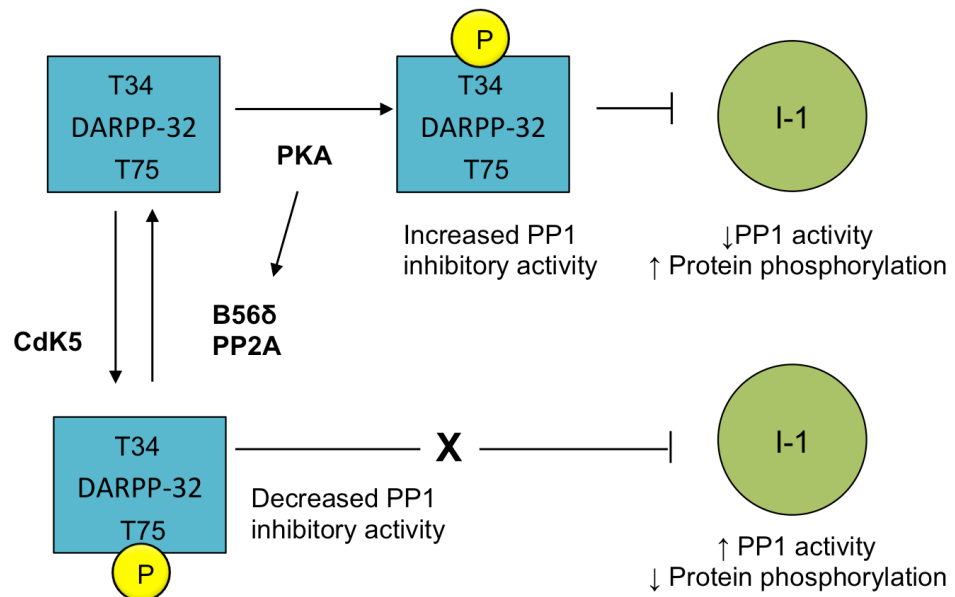 P
T34
DARPP-32
T75
PKA
T34
DARPP-32
T75
I-1
Increased PP1
inhibitory activity
↓PP1 activity
↑ Protein phosphorylation
CdK5
B56δ
PP2A
T34
DARPP-32
T75
P
X
Decreased PP1
inhibitory activity
I-1
↑ PP1 activity
↓ Protein phosphorylation